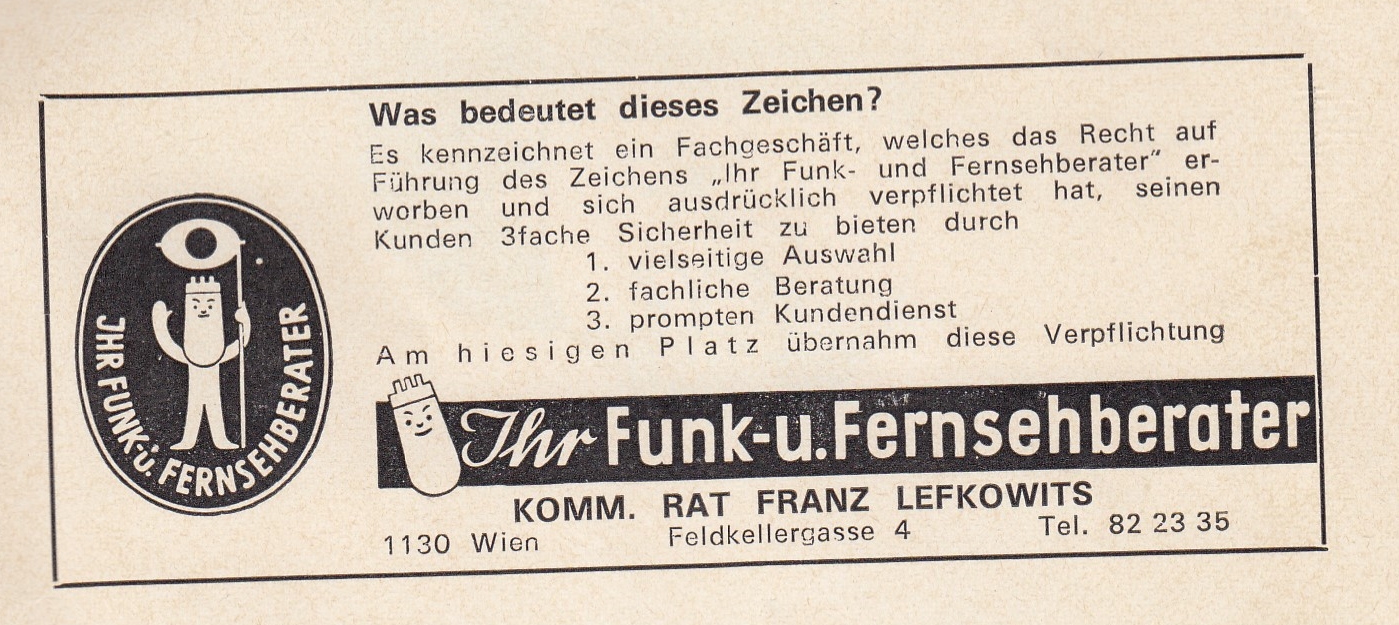 Was bedeutet dieses Zeichen?
Es kennzeichnet ein Fachgeschäft, welches das Recht auf
Führung des Zeichens „Ihr Funk- und Fernsehberater“ er-
worben und sich ausdrücklich verpflichtet hat, seinen
Kunden 3fache Sicherheit zu bieten durch
1. vielseitige Auswahl
2. fachliche Beratung
3. prompten Kundendienst
Am hiesigen Platz übernahm diese Verpflichtung
JHR FUNK-u. FERNSEHBERATER
Ihr Funk-u. Fernsehberater
KOMM. RAT FRANZ LEFKOWITS
1130 Wien Feldkellergasse 4 Tel. 82 23 35